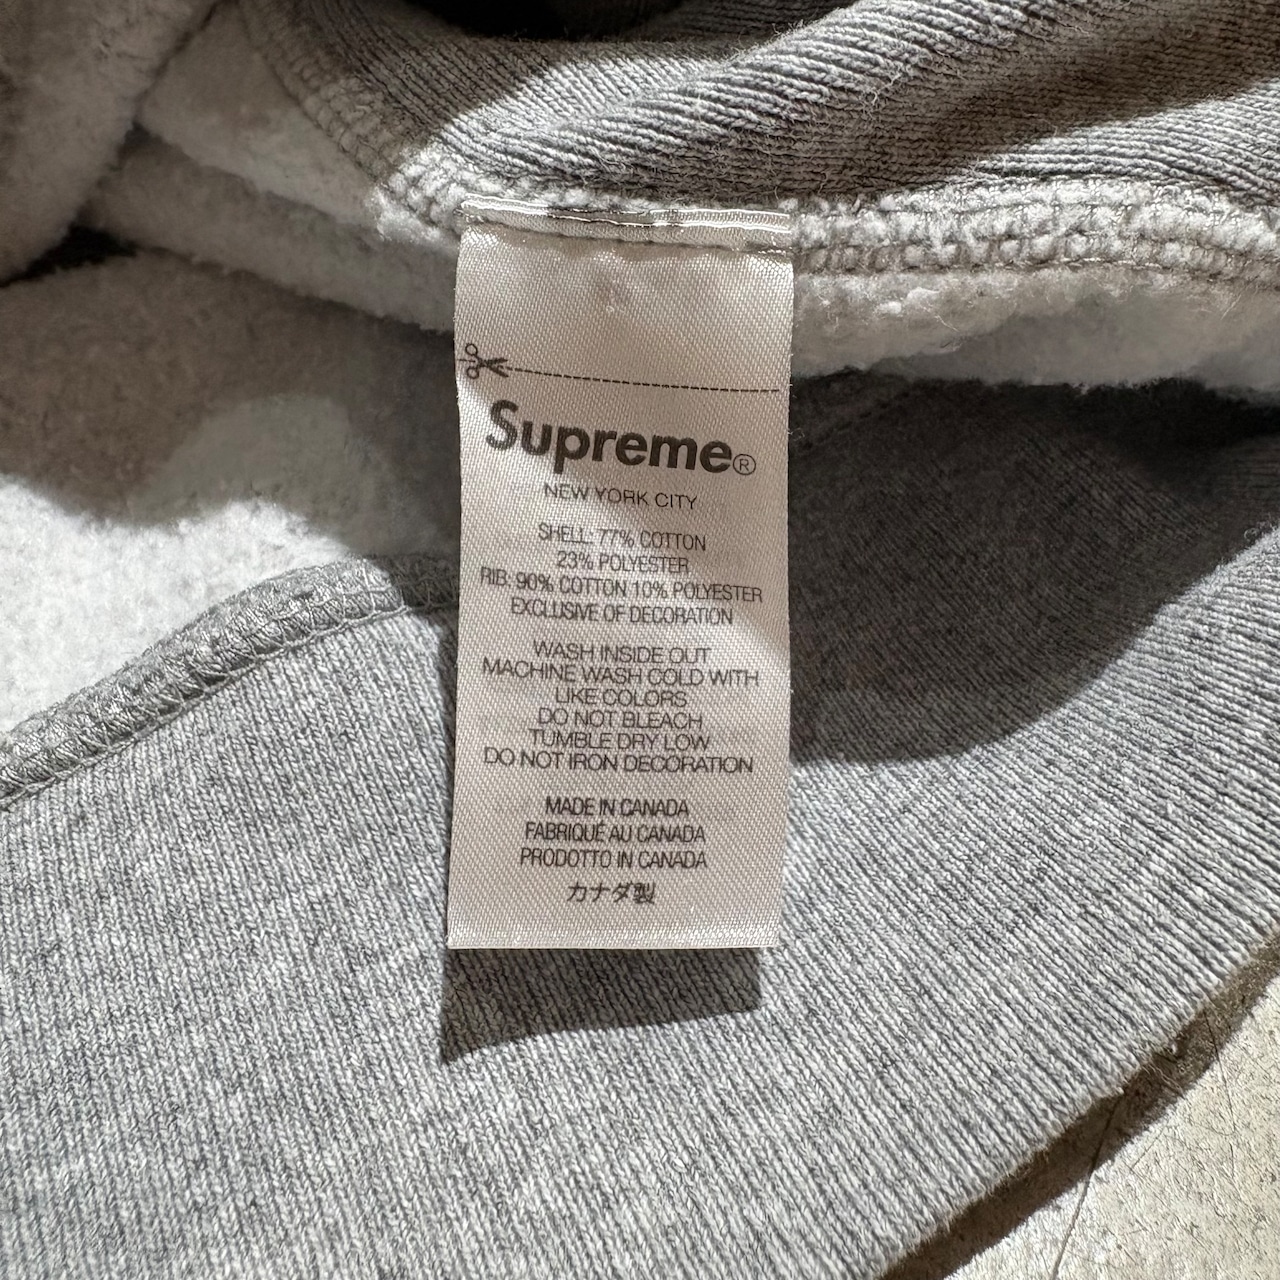 Supreme®
NEW YORK CITY
SHELL: 77% COTTON
23% POLYESTER
RIB: 90% COTTON 10% POLYESTER
EXCLUSIVE OF DECORATION
WASH INSIDE OUT
MACHINE WASH COLD WITH
LIKE COLORS
DO NOT BLEACH
TUMBLE DRY LOW
DO NOT IRON DECORATION
MADE IN CANADA
FABRIQUÉ AU CANADA
PRODOTTO IN CANADA
カナダ製